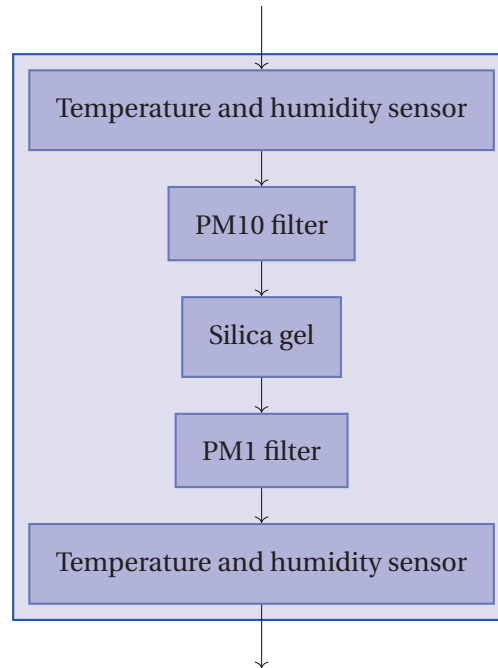 Temperature and humidity sensor
PM10 filter
Silica gel
PM1 filter
Temperature and humidity sensor